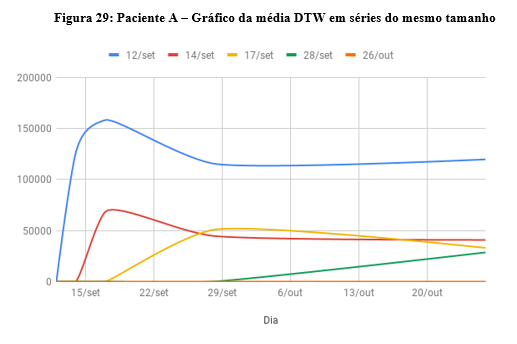 Figura 29: Paciente A – Gráfico da média DTW em séries do mesmo tamanho
12/set 14/set 17/set 28/set 26/out
200000
150000
100000
50000
0
15/set 22/set 29/set 6/out 13/out 20/out
Dia